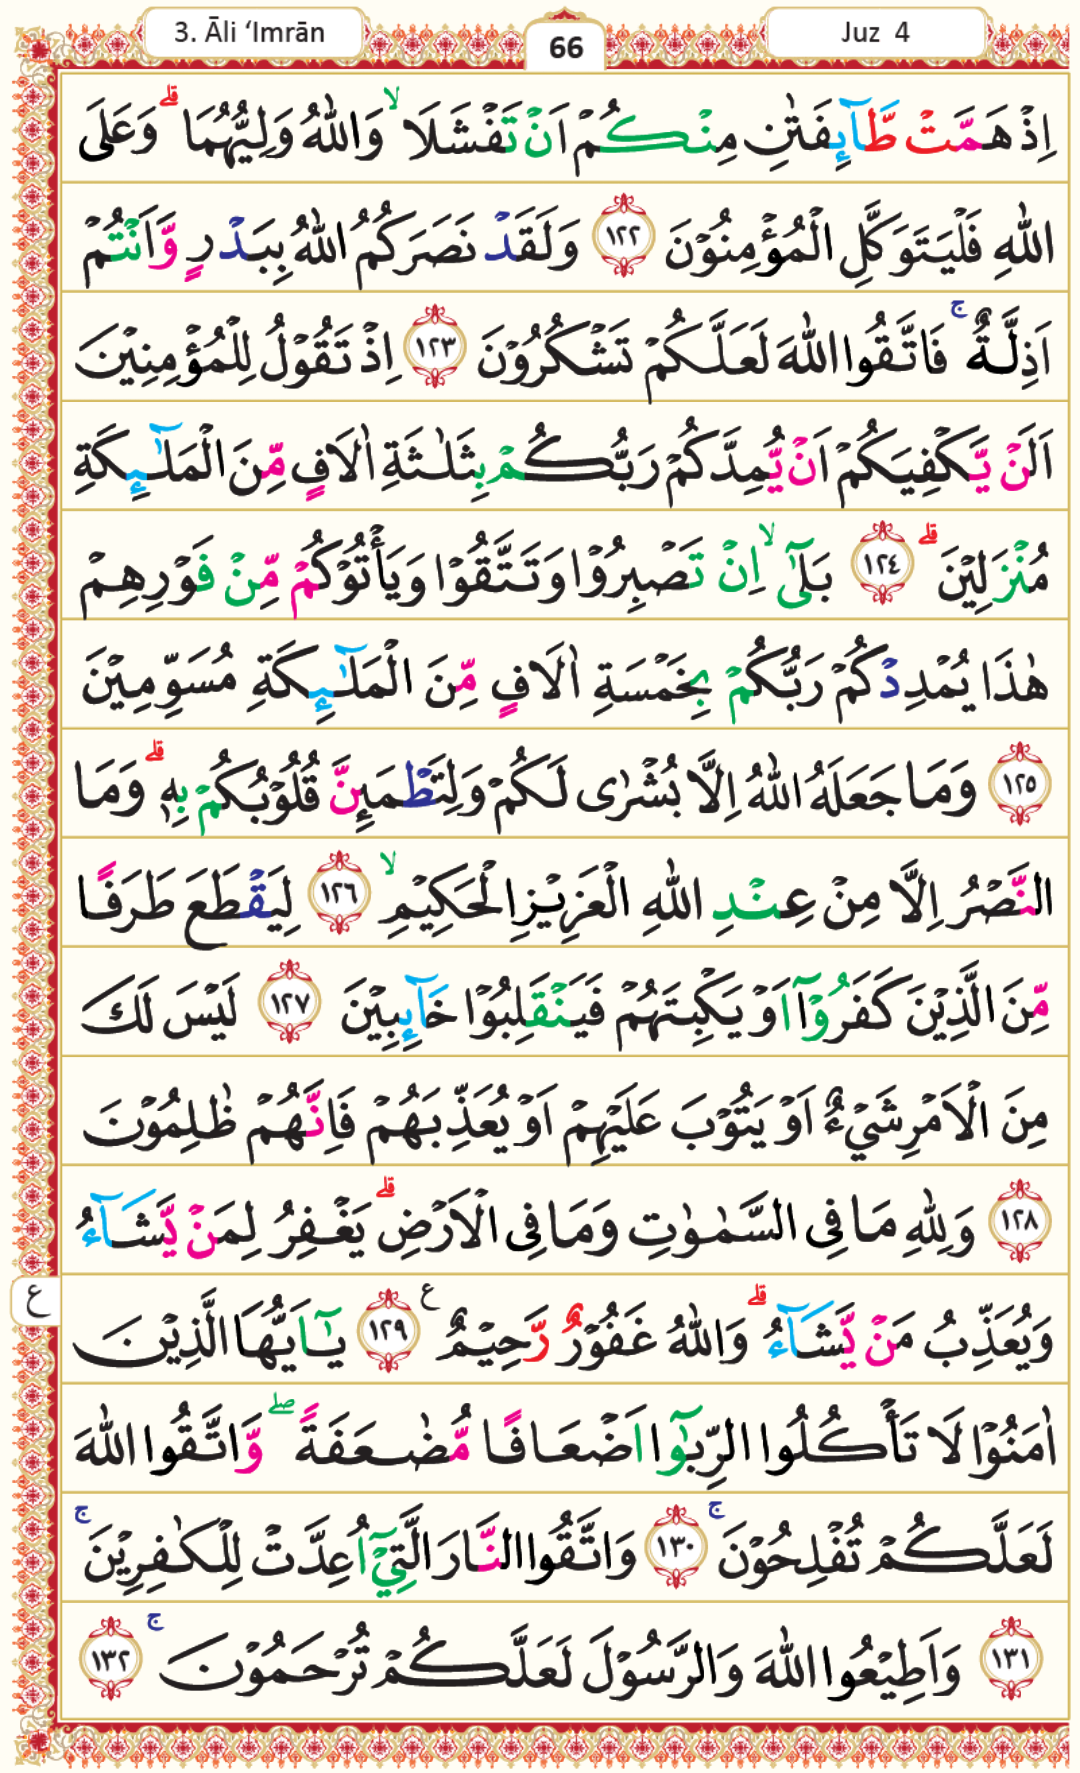 3. Āli ‘Imrān
66
Juz 4
اِذْ هَمَّتْ طَّآئِفَتٰنِ مِنْكُمْ اَنْ تَفْشَلَا ۙ وَاللّٰهُ وَلِيُّهُمَا ۗ وَعَلَى
اللّٰهِ فَلْيَتَوَكَّلِ الْمُؤْمِنُوْنَ ١٢٢ وَلَقَدْ نَصَرَكُمُ اللّٰهُ بِبَدْرٍ وَّاَنْتُمْ
اَذِلَّةٌ ۚ فَاتَّقُوا اللّٰهَ لَعَلَّكُمْ تَشْكُرُوْنَ ١٢٣ اِذْ تَقُوْلُ لِلْمُؤْمِنِيْنَ
اَلَنْ يَّكْفِيَكُمْ اَنْ يُّمِدَّكُمْ رَبُّكُمْ بِثَلٰثَةِ اٰلَافٍ مِّنَ الْمَلٰۤىِٕكَةِ
مُنْزَلِيْنَ ۗ ١٢٤ بَلٰٓى ۙ اِنْ تَصْبِرُوْا وَتَتَّقُوْا وَيَأْتُوْكُمْ مِّنْ فَوْرِهِمْ
هٰذَا يُمْدِدْكُمْ رَبُّكُمْ بِخَمْسَةِ اٰلَافٍ مِّنَ الْمَلٰۤىِٕكَةِ مُسَوِّمِيْنَ
١٢٥ وَمَا جَعَلَهُ اللّٰهُ اِلَّا بُشْرٰى لَكُمْ وَلِتَطْمَىِٕنَّ قُلُوْبُكُمْ بِهٖ ۗ وَمَا
النَّصْرُ اِلَّا مِنْ عِنْدِ اللّٰهِ الْعَزِيْزِ الْحَكِيْمِ ۙ ١٢٦ لِيَقْطَعَ طَرَفًا
مِّنَ الَّذِيْنَ كَفَرُوْٓا اَوْ يَكْبِتَهُمْ فَيَنْقَلِبُوْا خَآىِٕبِيْنَ ١٢٧ لَيْسَ لَكَ
مِنَ الْاَمْرِ شَيْءٌ اَوْ يَتُوْبَ عَلَيْهِمْ اَوْ يُعَذِّبَهُمْ فَاِنَّهُمْ ظٰلِمُوْنَ
١٢٨ وَلِلّٰهِ مَا فِى السَّمٰوٰتِ وَمَا فِى الْاَرْضِ ۗ يَغْفِرُ لِمَنْ يَّشَآءُ
وَيُعَذِّبُ مَنْ يَّشَآءُ ۗ وَاللّٰهُ غَفُوْرٌ رَّحِيْمٌ ࣖ ١٢٩ يٰٓاَيُّهَا الَّذِيْنَ
ع
اٰمَنُوْا لَا تَأْكُلُوا الرِّبٰوٓا اَضْعَافًا مُّضٰعَفَةً ۖ وَّاتَّقُوا اللّٰهَ
لَعَلَّكُمْ تُفْلِحُوْنَ ۚ ١٣٠ وَاتَّقُوا النَّارَ الَّتِيْٓ اُعِدَّتْ لِلْكٰفِرِيْنَ ۚ
١٣١ وَاَطِيْعُوا اللّٰهَ وَالرَّسُوْلَ لَعَلَّكُمْ تُرْحَمُوْنَ ۚ ١٣٢